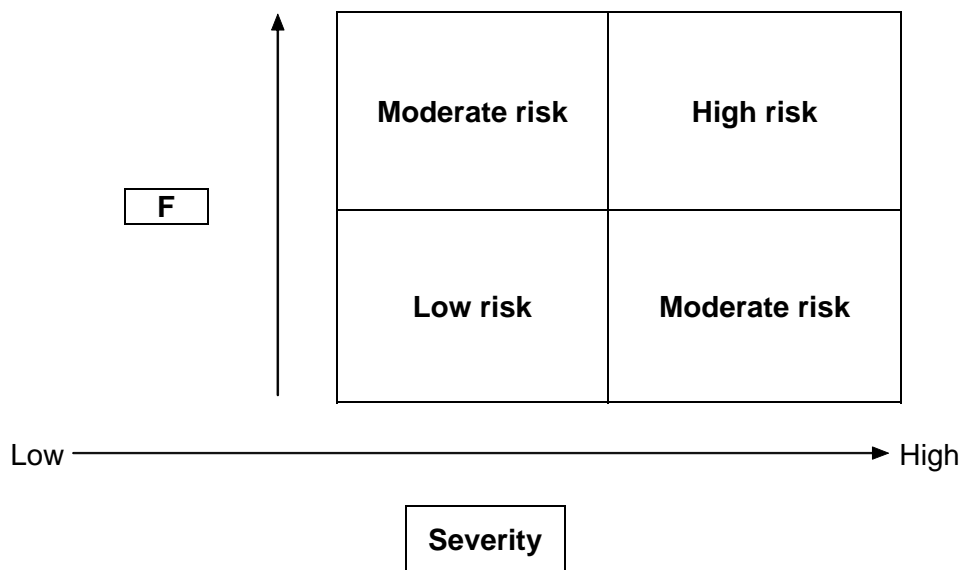 Moderate risk
High risk
F
Low risk
Moderate risk
Low
High
Severity